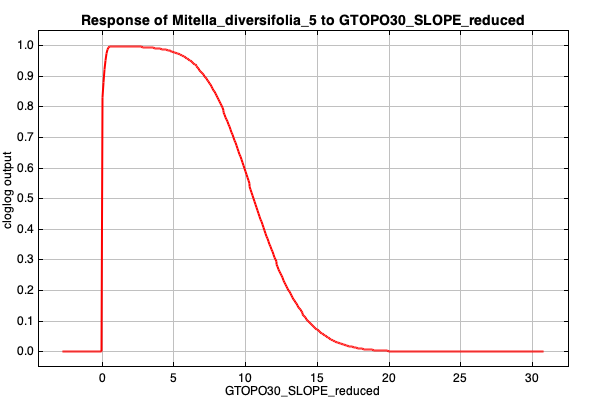 Response of Mitella_diversifolia_5 to GTOPO30_SLOPE_reduced
cloglog output
1.0
0.9
0.8
0.7
0.6
0.5
0.4
0.3
0.2
0.1
0.0
0 5 10 15 20 25 30
GTOPO30_SLOPE_reduced